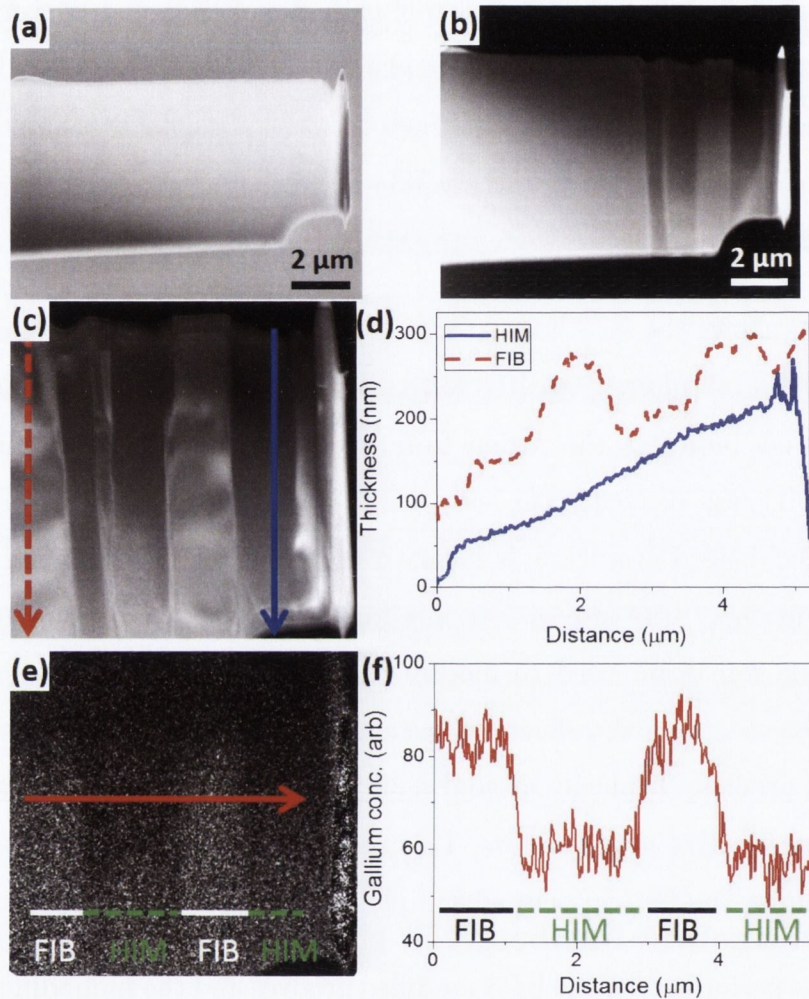 (a)
2 μm
(b)
2 μm
(c)
(d)
HIM
FIB
Thickness (nm)
300
200
100
0
0
2
4
Distance (μm)
(e)
FIB HIM FIB HIM
(f)
Gallium conc. (arb)
100
80
60
40
FIB HIM FIB HIM
0
2
4
Distance (μm)